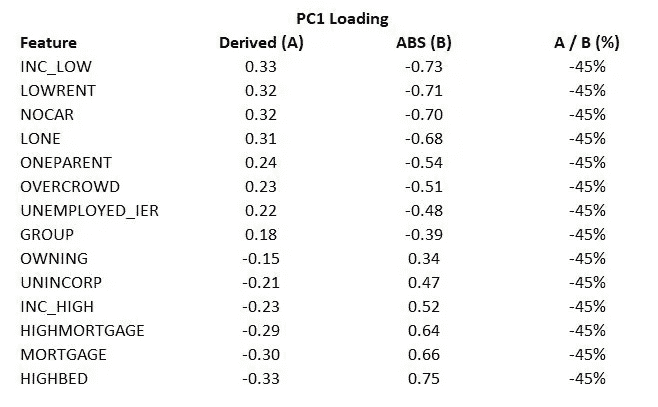 PC1 Loading
Feature Derived (A) ABS (B) A / B (%)
INC_LOW 0.33 -0.73 -45%
LOWRENT 0.32 -0.71 -45%
NOCAR 0.32 -0.70 -45%
LONE 0.31 -0.68 -45%
ONEPARENT 0.24 -0.54 -45%
OVERCROWD 0.23 -0.51 -45%
UNEMPLOYED_IER 0.22 -0.48 -45%
GROUP 0.18 -0.39 -45%
OWNING -0.15 0.34 -45%
UNINCORP -0.21 0.47 -45%
INC_HIGH -0.23 0.52 -45%
HIGHMORTGAGE -0.29 0.64 -45%
MORTGAGE -0.30 0.66 -45%
HIGHBED -0.33 0.75 -45%